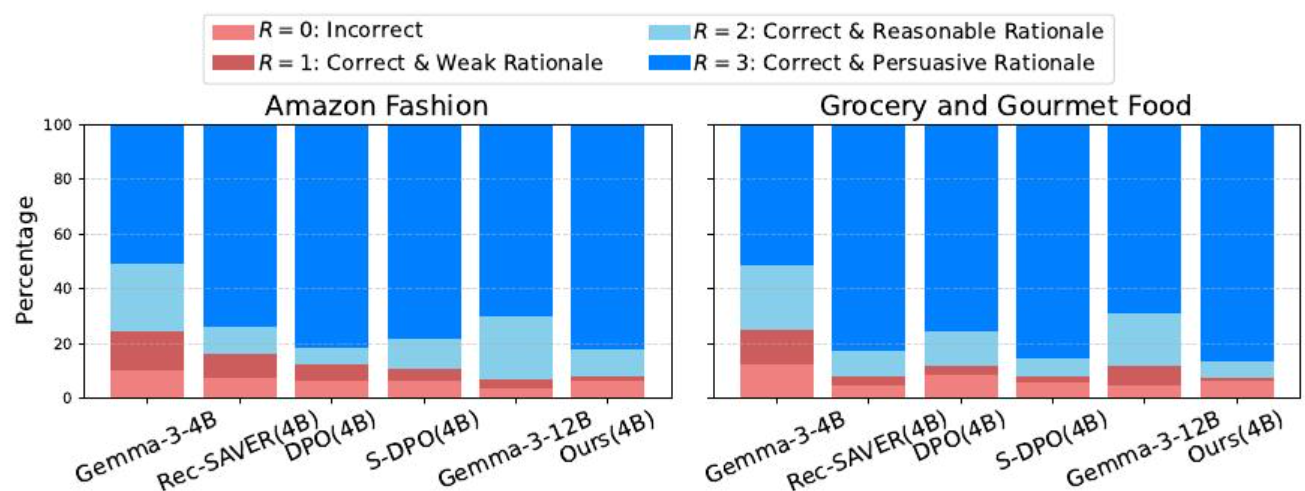 R = 0: Incorrect
R = 1: Correct & Weak Rationale
R = 2: Correct & Reasonable Rationale
R = 3: Correct & Persuasive Rationale
Amazon Fashion
Grocery and Gourmet Food
Percentage
100
80
60
40
20
0
Gemma-3-4B
Rec-SAVER(4B)
DPO(4B)
S-DPO(4B)
Gemma-3-12B
Ours(4B)
Gemma-3-4B
Rec-SAVER(4B)
DPO(4B)
S-DPO(4B)
Gemma-3-12B
Ours(4B)